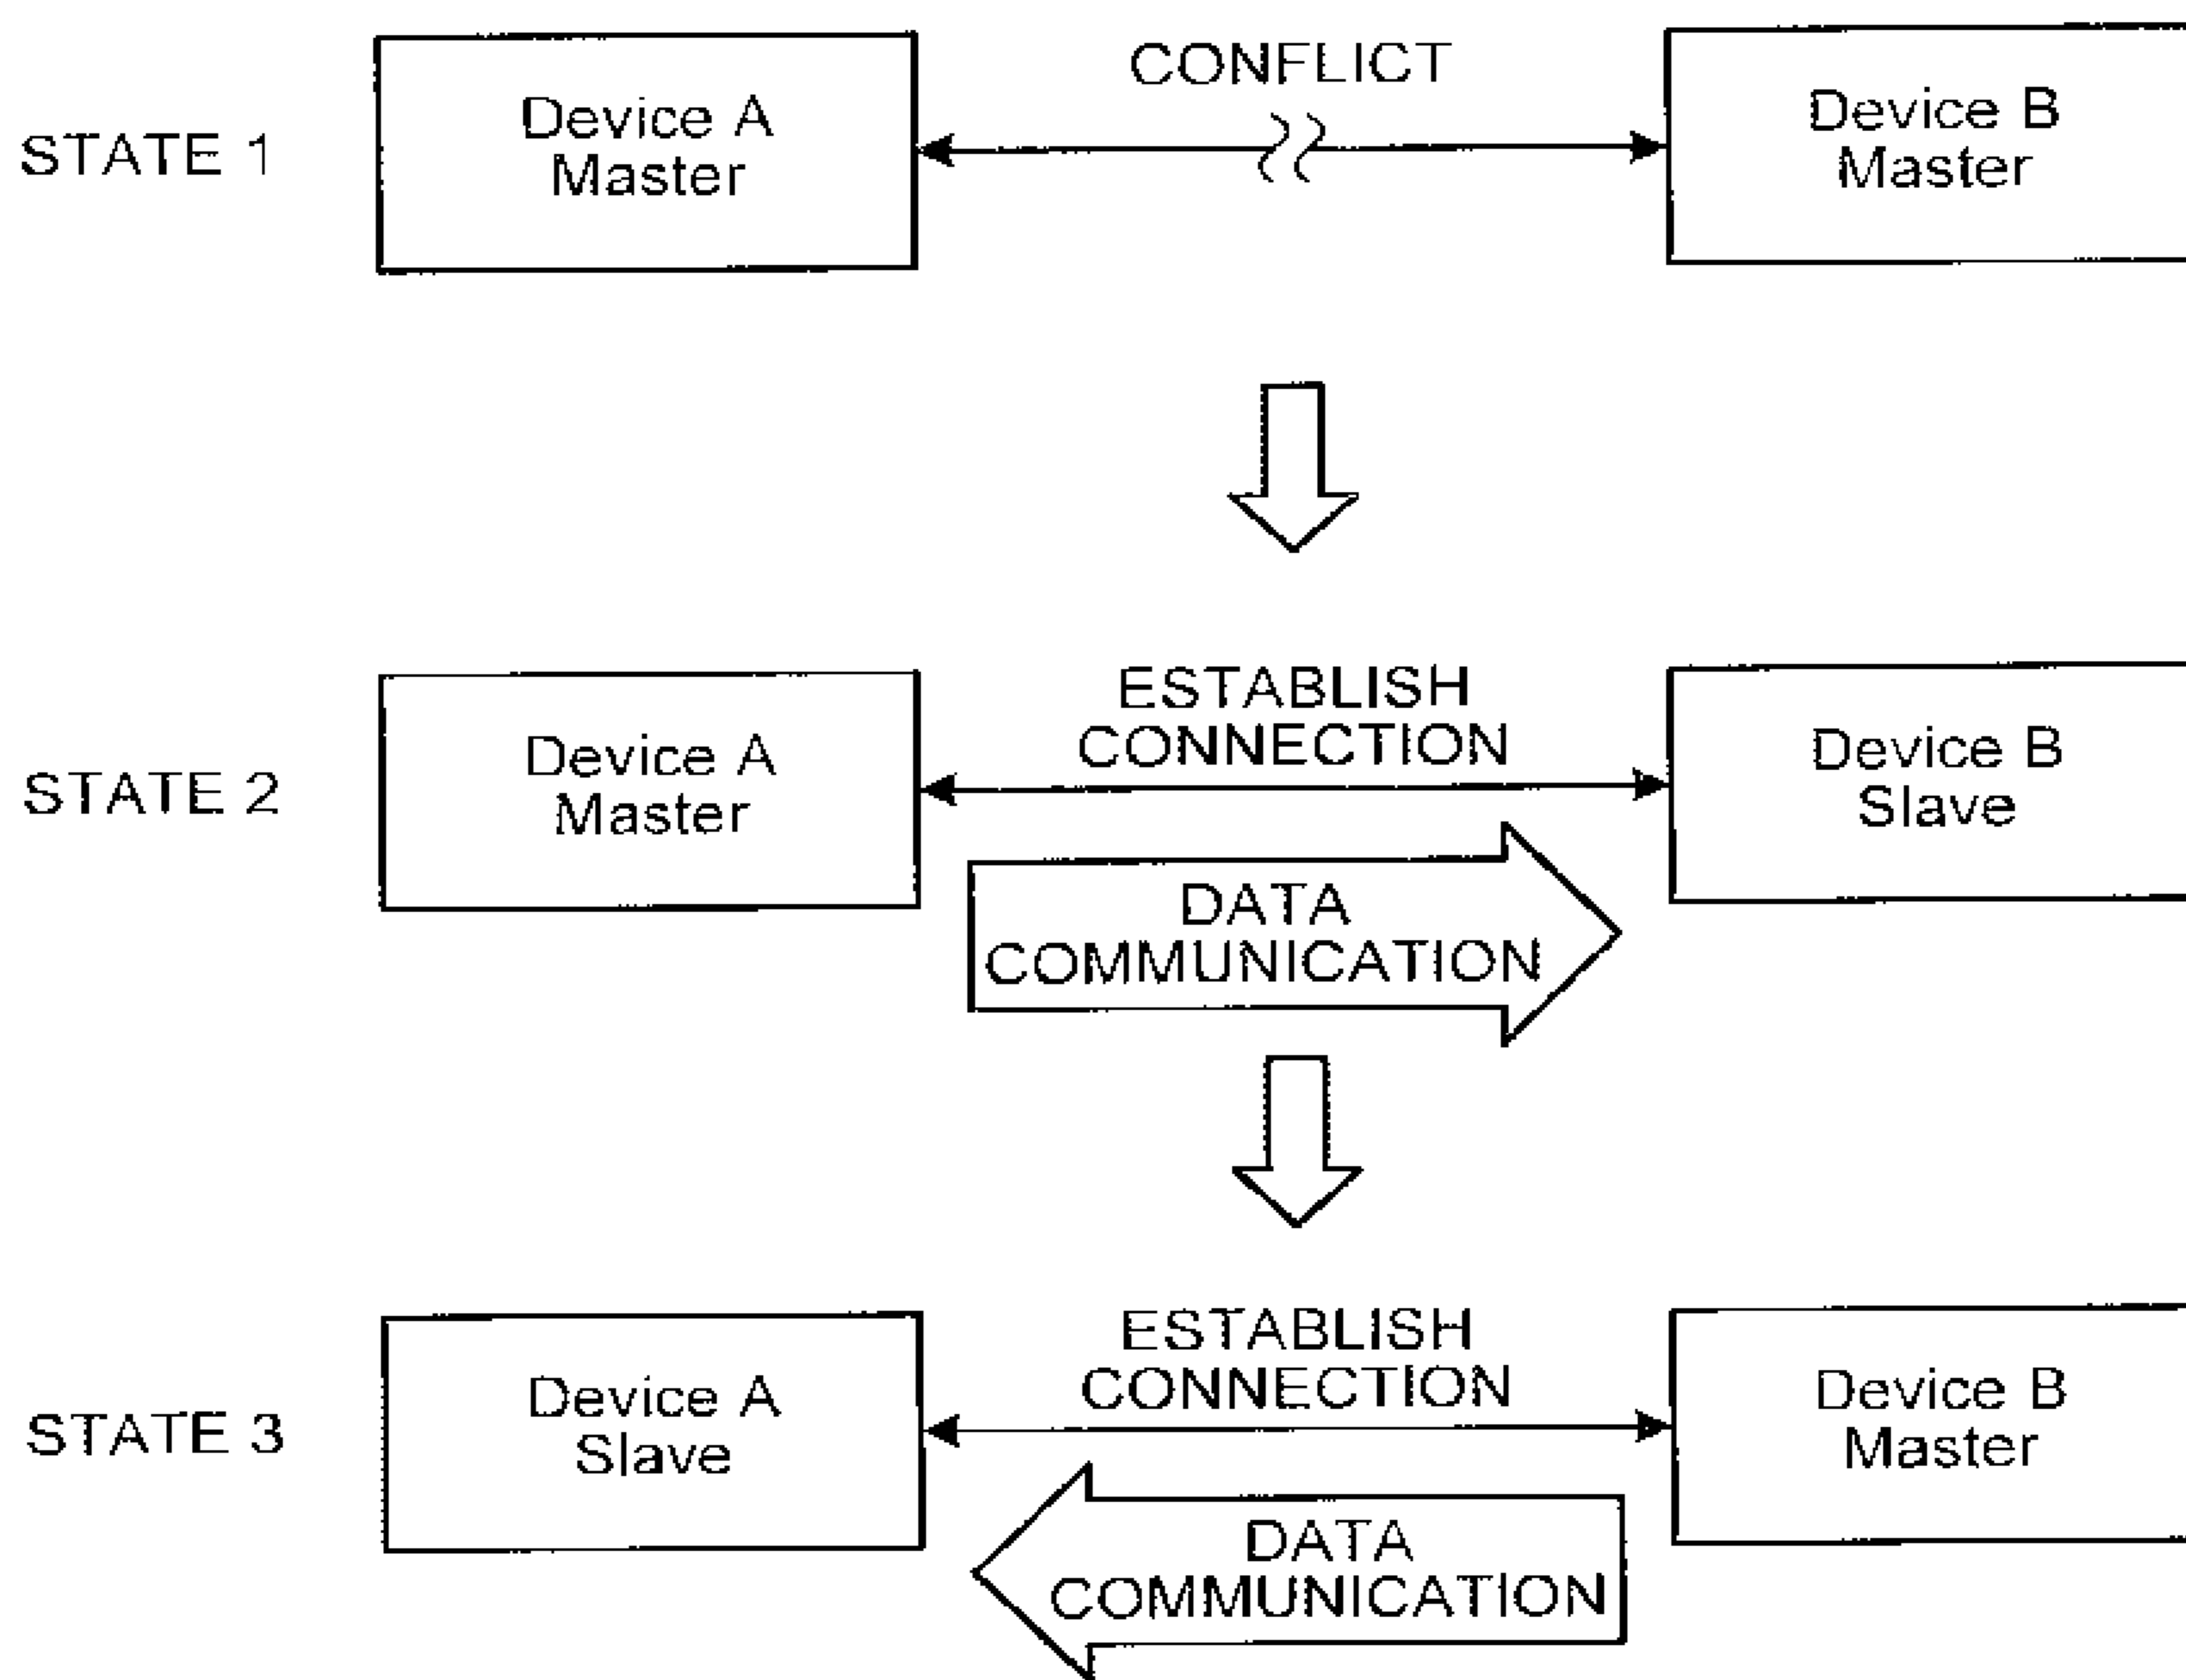 CONFLICT
STATE 1
Device A
Master
Device B
Master
ESTABLISH
CONNECTION
STATE 2
Device A
Master
Device B
Slave
DATA
COMMUNICATION
ESTABLISH
CONNECTION
STATE 3
Device A
Slave
Device B
Master
DATA
COMMUNICATION